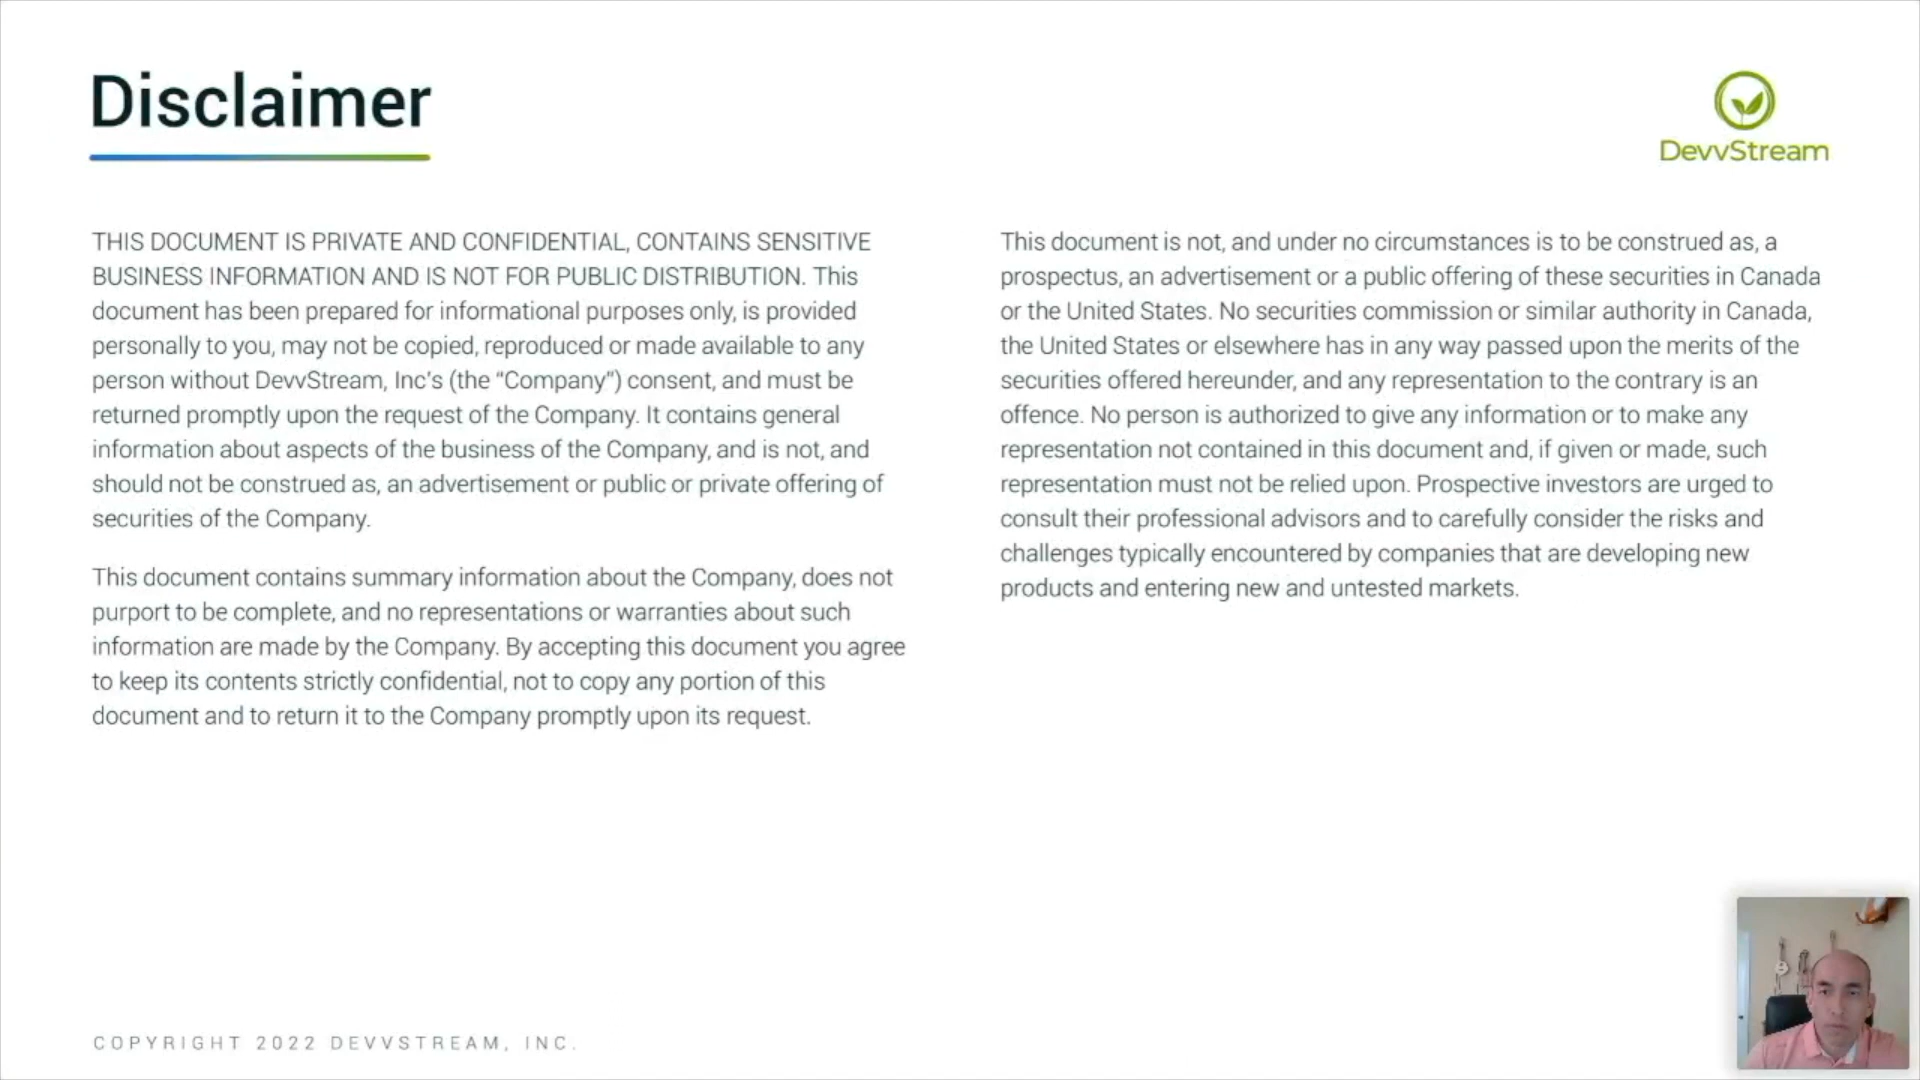 Disclaimer
DevvStream
THIS DOCUMENT IS PRIVATE AND CONFIDENTIAL, CONTAINS SENSITIVE
BUSINESS INFORMATION AND IS NOT FOR PUBLIC DISTRIBUTION. This
document has been prepared for informational purposes only, is provided
personally to you, may not be copied, reproduced or made available to any
person without DevvStream, Inc's (the “Company”) consent, and must be
returned promptly upon the request of the Company. It contains general
information about aspects of the business of the Company, and is not, and
should not be construed as, an advertisement or public or private offering of
securities of the Company.
This document contains summary information about the Company, does not
purport to be complete, and no representations or warranties about such
information are made by the Company. By accepting this document you agree
to keep its contents strictly confidential, not to copy any portion of this
document and to return it to the Company promptly upon its request.
This document is not, and under no circumstances is to be construed as, a
prospectus, an advertisement or a public offering of these securities in Canada
or the United States. No securities commission or similar authority in Canada,
the United States or elsewhere has in any way passed upon the merits of the
securities offered hereunder, and any representation to the contrary is an
offence. No person is authorized to give any information or to make any
representation not contained in this document and, if given or made, such
representation must not be relied upon. Prospective investors are urged to
consult their professional advisors and to carefully consider the risks and
challenges typically encountered by companies that are developing new
products and entering new and untested markets.
COPYRIGHT 2022 DEVVSTREAM, INC.